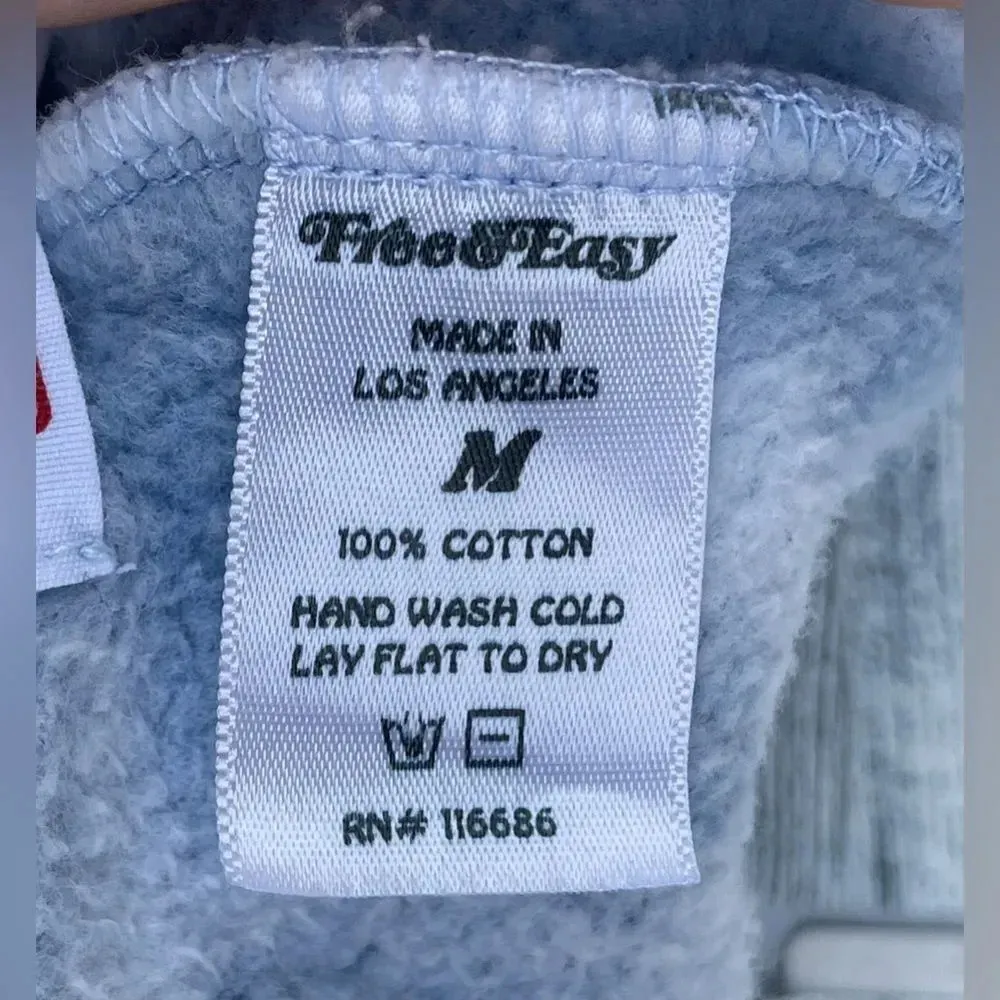 Free&Easy
MADE IN
LOS ANGELES
M
100% COTTON
HAND WASH COLD
LAY FLAT TO DRY
RN# 116686